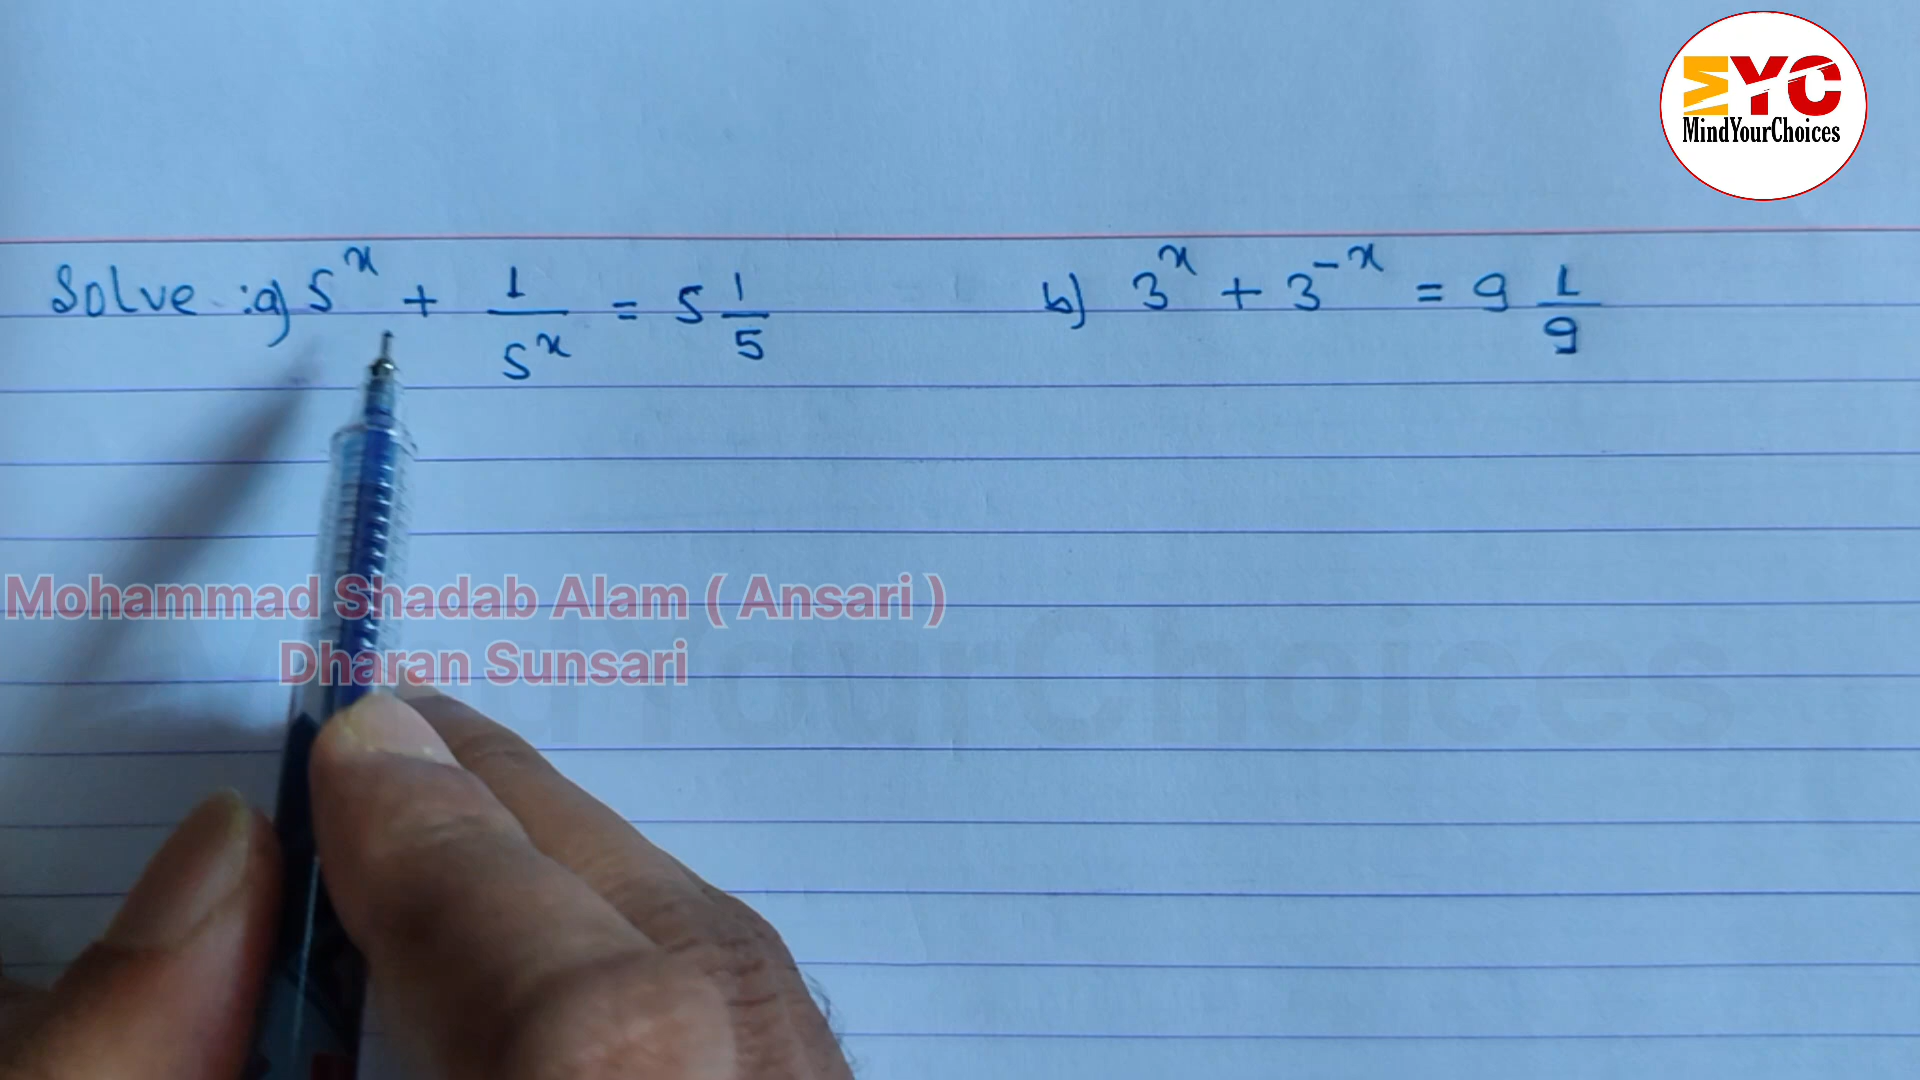 MYC
MindYourChoices
Solve :a) 5^x + 1/5^x = 5 1/5 b) 3^x + 3^-x = 9 1/9
Mohammad Shadab Alam ( Ansari )
Dharan Sunsari
MindYourChoices